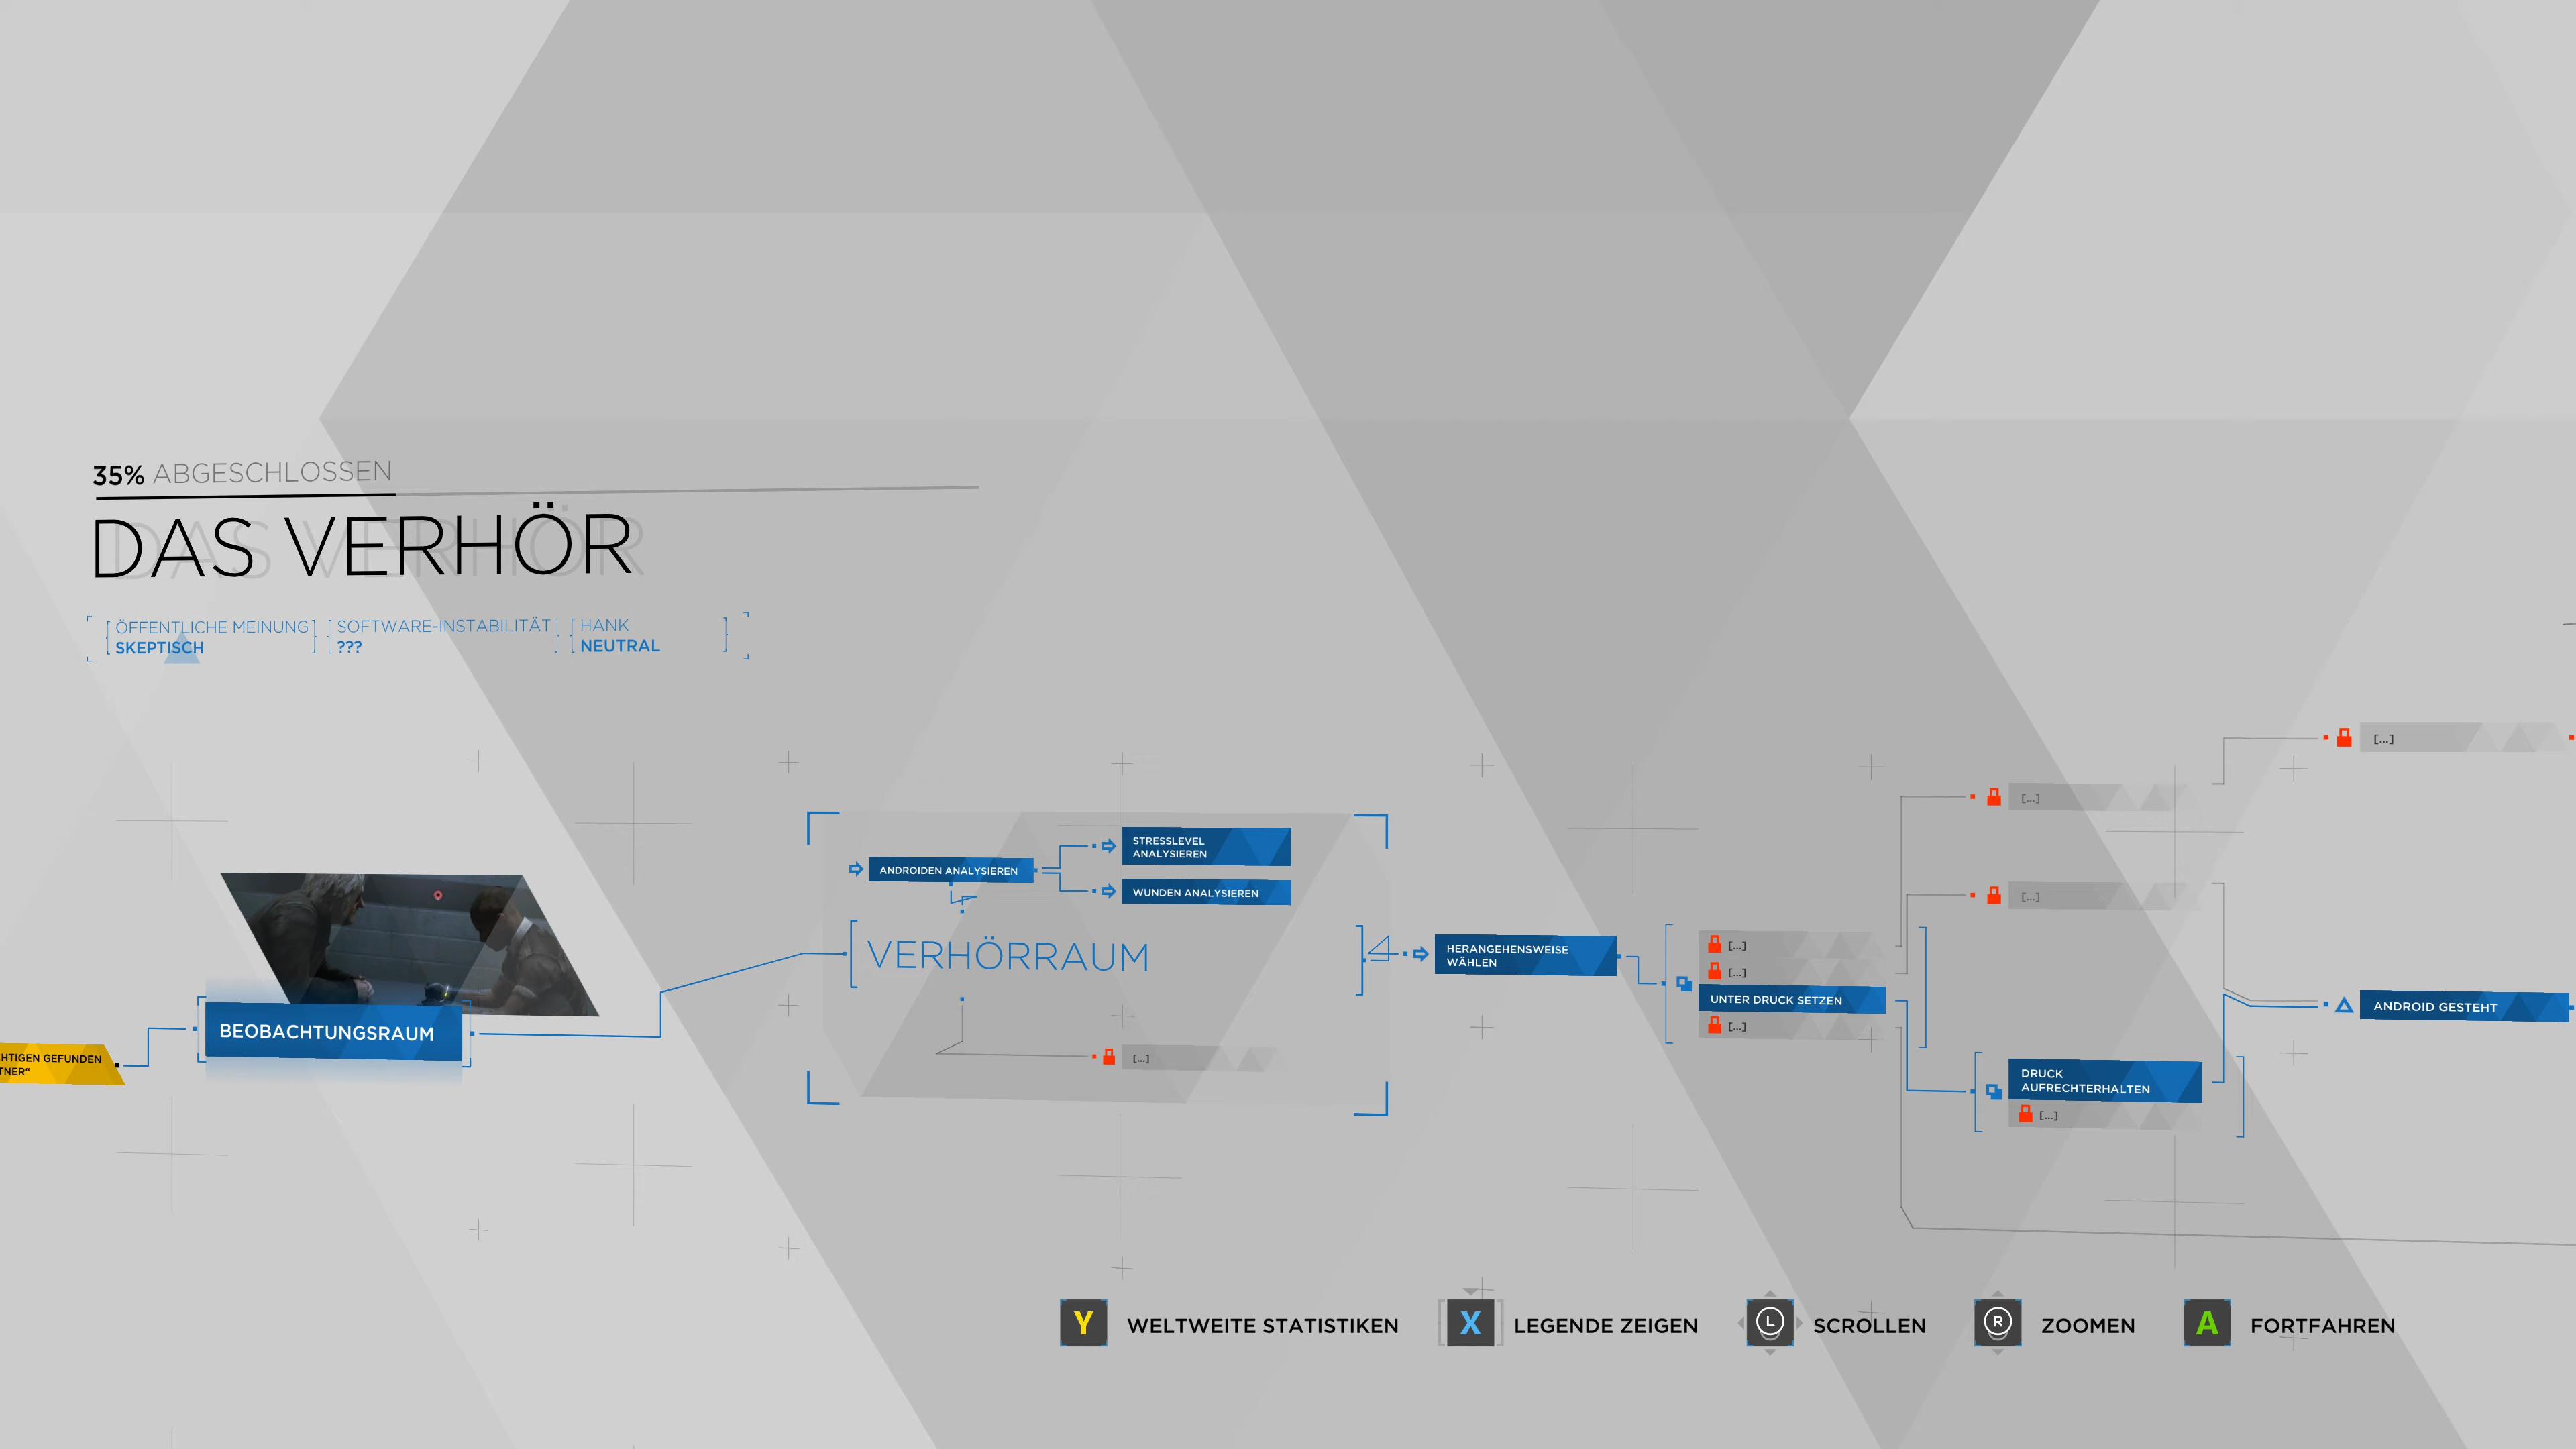 35% ABGESCHLOSSEN
DAS VERHÖR
ÖFFENTLICHE MEINUNG
SKEPTISCH
SOFTWARE-INSTABILITÄT
???
HANK
NEUTRAL
HTIGEN GEFUNDEN
TNER“
BEOBACHTUNGSRAUM
ANDROIDEN ANALYSIEREN
STRESSLEVEL
ANALYSIEREN
WUNDEN ANALYSIEREN
VERHÖRRAUM
[...]
HERANGEHENSWEISE
WÄHLEN
[...]
[...]
UNTER DRUCK SETZEN
[...]
[...]
[...]
DRUCK
AUFRECHTERHALTEN
[...]
[...]
ANDROID GESTEHT
Y WELTWEITE STATISTIKEN
X LEGENDE ZEIGEN
L SCROLLEN
R ZOOMEN
A FORTFAHREN